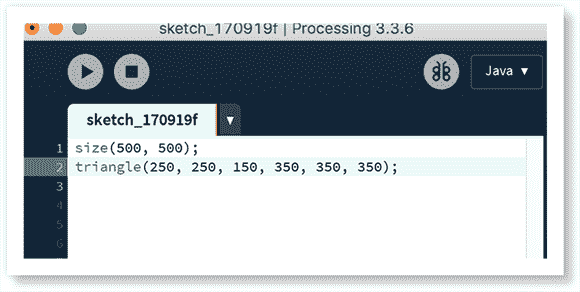 sketch_170919f | Processing 3.3.6
Java ▼
sketch_170919f ▼
1 size(500, 500);
2 triangle(250, 250, 150, 350, 350, 350);
3
4
5
6